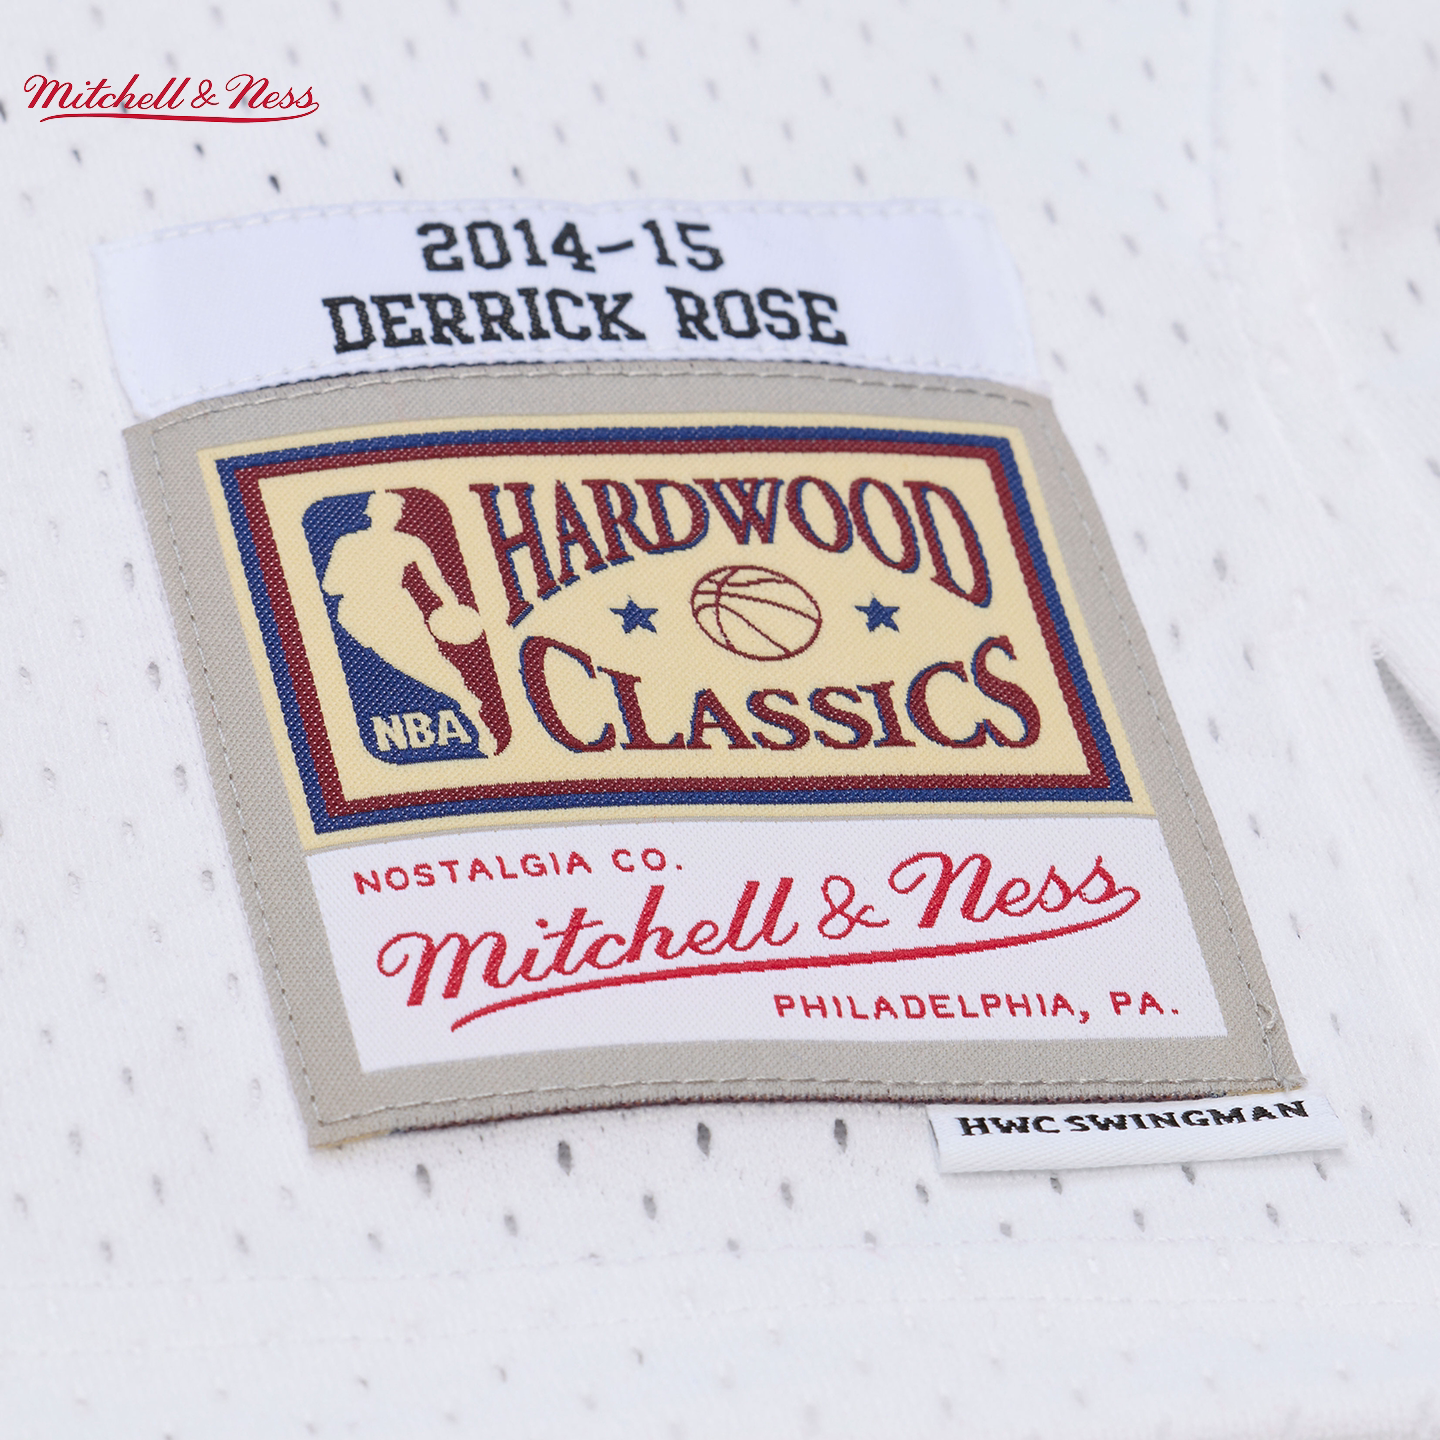 Mitchell & Ness
2014-15
DERRICK ROSE
HARDWOOD
CLASSICS
NBA
NOSTALGIA CO.
Mitchell & Ness
PHILADELPHIA, PA.
HWC SWINGMAN